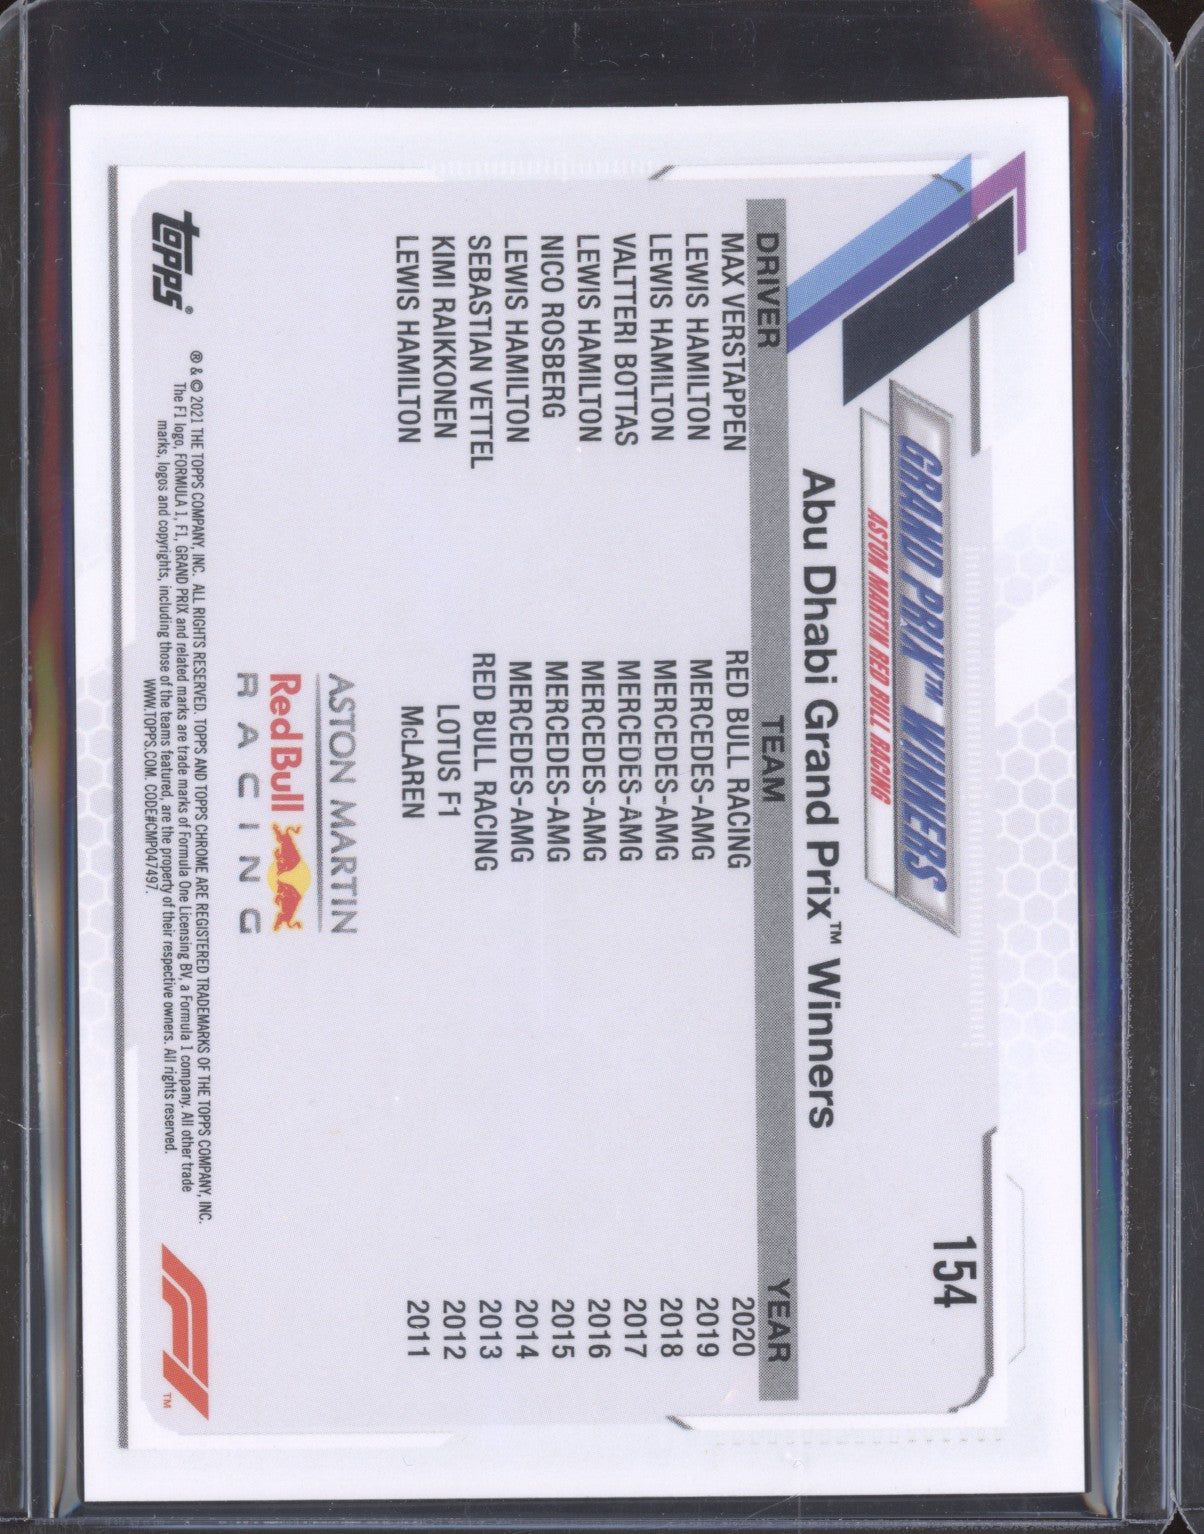 154
GRAND PRIX™ WINNERS
ASTON MARTIN RED BULL RACING
Abu Dhabi Grand Prix™ Winners
DRIVER TEAM YEAR
MAX VERSTAPPEN RED BULL RACING 2020
LEWIS HAMILTON MERCEDES-AMG 2019
LEWIS HAMILTON MERCEDES-AMG 2018
VALTTERI BOTTAS MERCEDES-AMG 2017
LEWIS HAMILTON MERCEDES-AMG 2016
NICO ROSBERG MERCEDES-AMG 2015
LEWIS HAMILTON MERCEDES-AMG 2014
SEBASTIAN VETTEL RED BULL RACING 2013
KIMI RAIKKONEN LOTUS F1 2012
LEWIS HAMILTON McLAREN 2011
ASTON MARTIN
Red Bull
RACING
topps®
® & © 2021 THE TOPPS COMPANY, INC. ALL RIGHTS RESERVED. TOPPS AND TOPPS CHROME ARE REGISTERED TRADEMARKS OF THE TOPPS COMPANY, INC.
The F1 logo, FORMULA 1, F1, GRAND PRIX and related marks are trade marks of Formula One Licensing BV, a Formula 1 company. All other trade
marks, logos and copyrights, including those of the teams featured, are the property of their respective owners. All rights reserved.
WWW.TOPPS.COM. CODE#CMP047497.
F1™